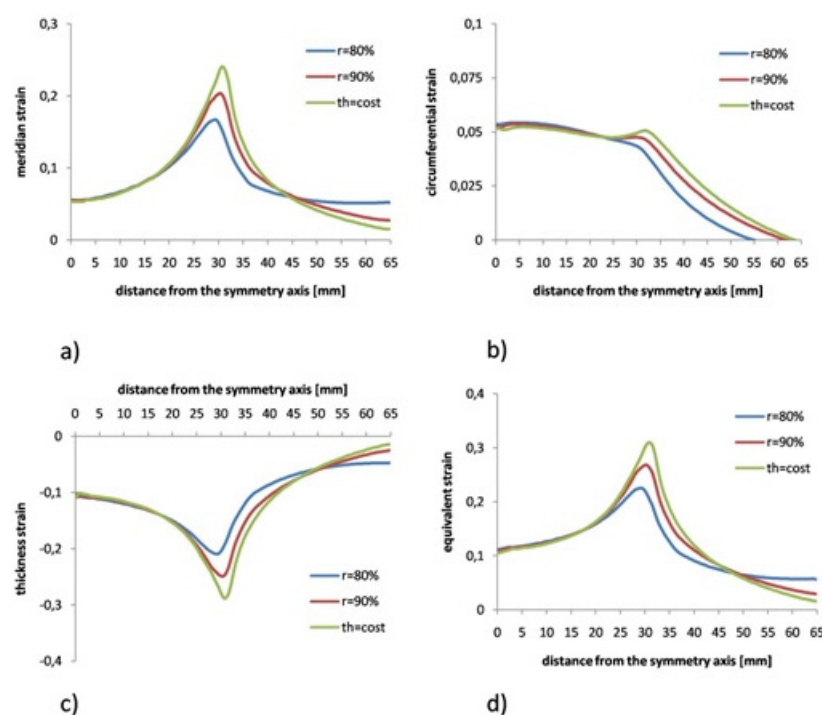 0,3
0,2
0,1
0
meridian strain
r=80%
r=90%
th=cost
0 5 10 15 20 25 30 35 40 45 50 55 60 65
distance from the symmetry axis [mm]
a)
0,1
0,075
0,05
0,025
0
circumferential strain
r=80%
r=90%
th=cost
0 5 10 15 20 25 30 35 40 45 50 55 60 65
distance from the symmetry axis [mm]
b)
distance from the symmetry axis [mm]
0 5 10 15 20 25 30 35 40 45 50 55 60 65
0
-0,1
-0,2
-0,3
-0,4
thickness strain
r=80%
r=90%
th=cost
c)
0,4
0,3
0,2
0,1
0
equivalent strain
r=80%
r=90%
th=cost
0 5 10 15 20 25 30 35 40 45 50 55 60 65
distance from the symmetry axis [mm]
d)